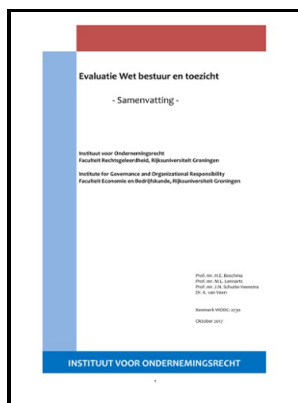 Evaluatie Wet bestuur en toezicht
- Samenvatting -
Instituut voor Ondernemingsrecht
Faculteit Rechtsgeleerdheid, Rijksuniversiteit Groningen
Institute for Governance and Organizational Responsibility
Faculteit Economie en Bedrijfskunde, Rijksuniversiteit Groningen
Prof. mr. H.E. Boschma
Prof. mr. M.L. Lennarts
Prof. mr. J.N. Schutte-Veenstra
Dr. K. van Veen
Kenmerk WODC: 2750
Oktober 2017
INSTITUUT VOOR ONDERNEMINGSRECHT